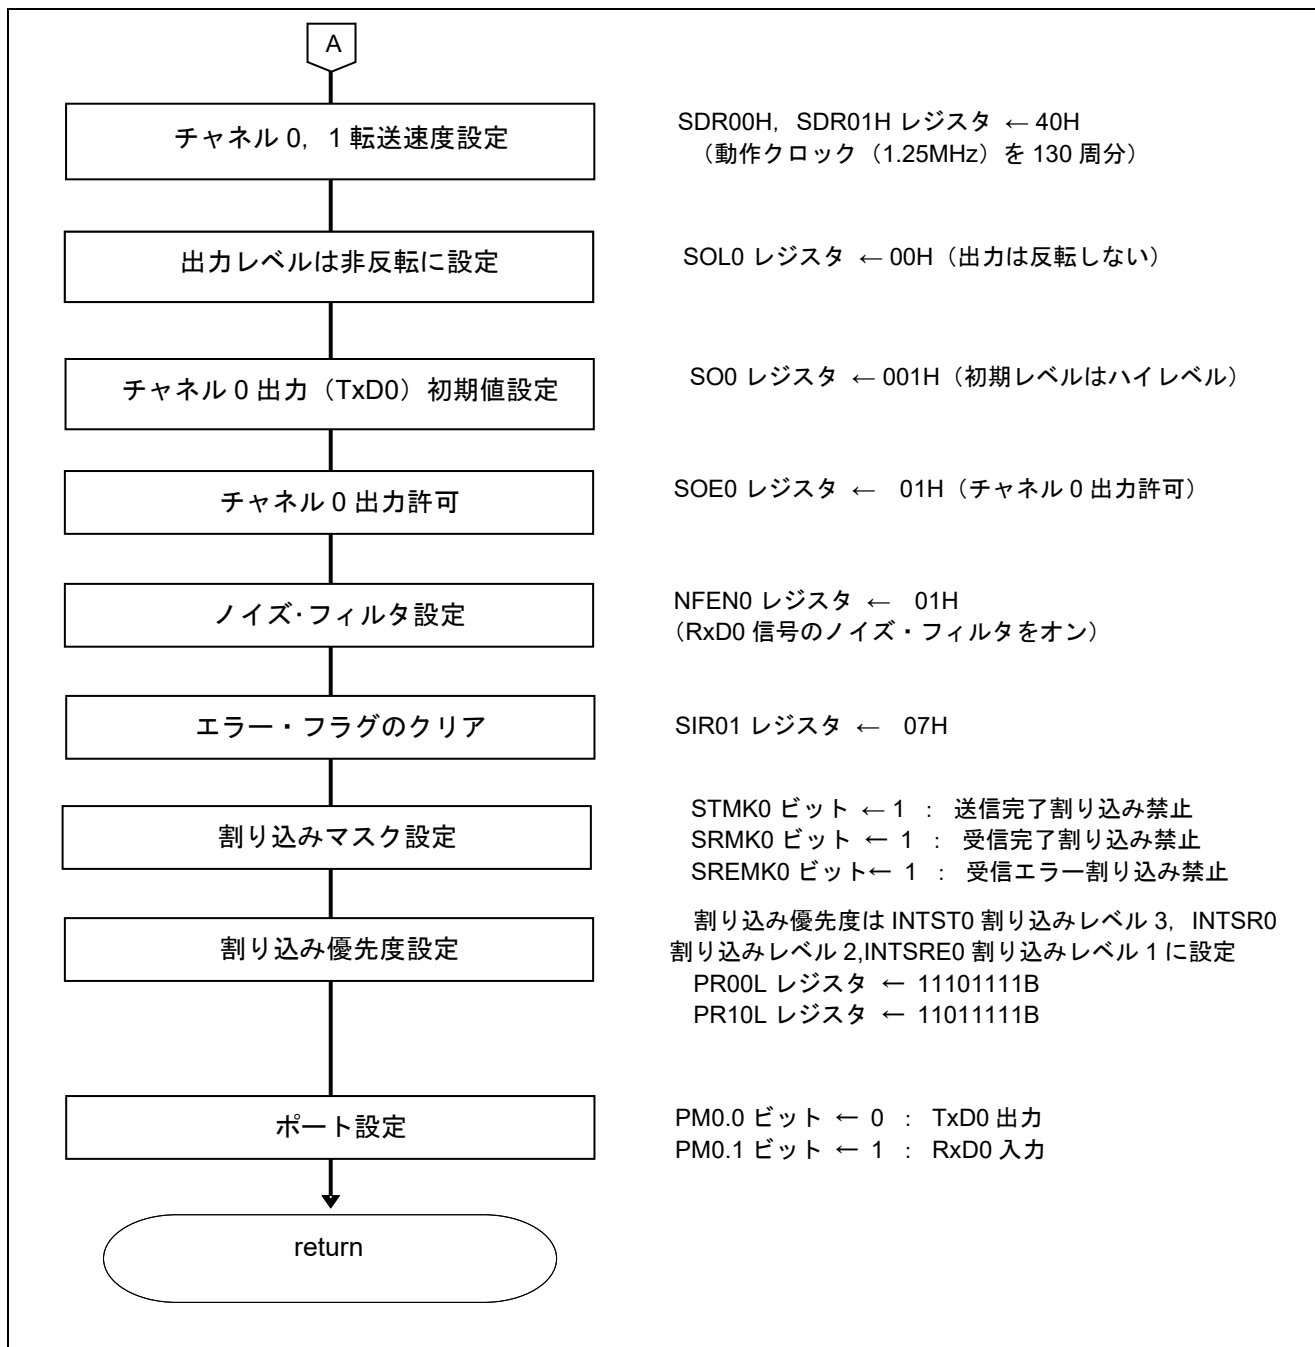 A
チャネル 0，1 転送速度設定
SDR00H，SDR01H レジスタ ← 40H
（動作クロック（1.25MHz）を 130 周分）
出力レベルは非反転に設定
SOL0 レジスタ ← 00H（出力は反転しない）
チャネル 0 出力（TxD0）初期値設定
SO0 レジスタ ← 001H（初期レベルはハイレベル）
チャネル 0 出力許可
SOE0 レジスタ ← 01H（チャネル 0 出力許可）
ノイズ･フィルタ設定
NFEN0 レジスタ ← 01H
（RxD0 信号のノイズ・フィルタをオン）
エラー・フラグのクリア
SIR01 レジスタ ← 07H
割り込みマスク設定
STMK0 ビット ← 1 ： 送信完了割り込み禁止
SRMK0 ビット ← 1 ： 受信完了割り込み禁止
SREMK0 ビット← 1 ： 受信エラー割り込み禁止
割り込み優先度設定
割り込み優先度は INTST0 割り込みレベル 3，INTSR0
割り込みレベル 2,INTSRE0 割り込みレベル 1 に設定
PR00L レジスタ ← 11101111B
PR10L レジスタ ← 11011111B
ポート設定
PM0.0 ビット ← 0 ： TxD0 出力
PM0.1 ビット ← 1 ： RxD0 入力
return